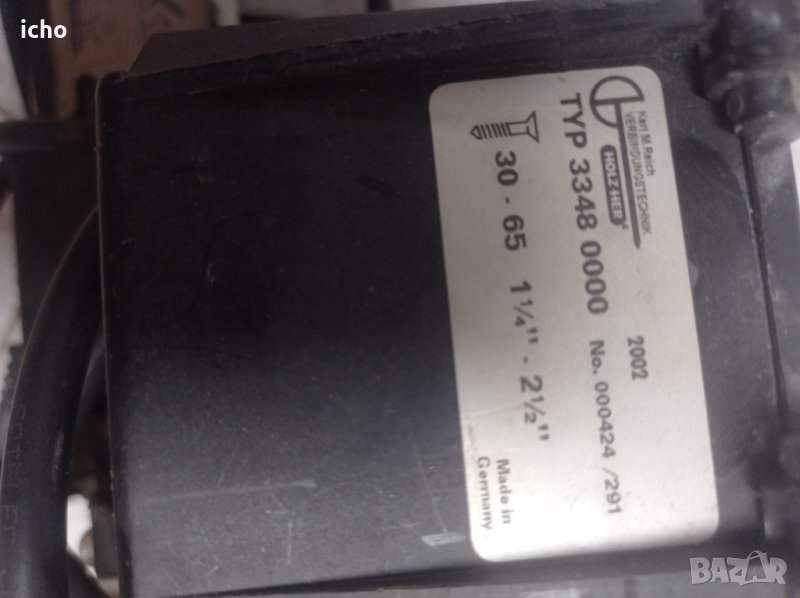 icho
Karl M. Reich
VERBINDUNGSTECHNIK
HOLZ-HER
TYP 3348 0000
2002
No. 000424 /291
30 - 65 1¼" - 2½"
Made in
Germany
BAZAR